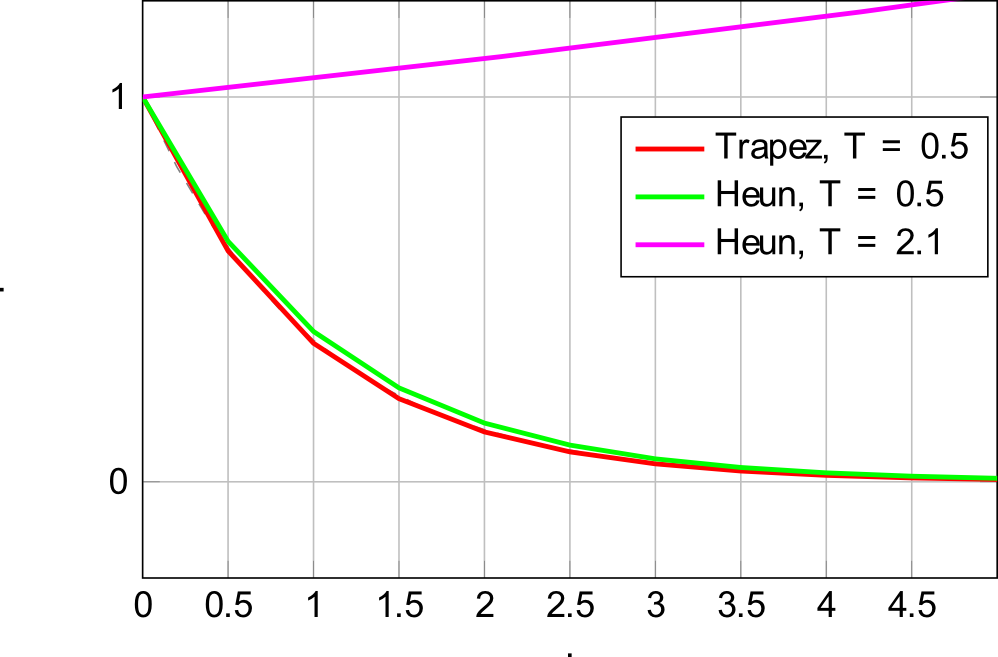 1
Trapez, T = 0.5
Heun, T = 0.5
Heun, T = 2.1
0
0 0.5 1 1.5 2 2.5 3 3.5 4 4.5